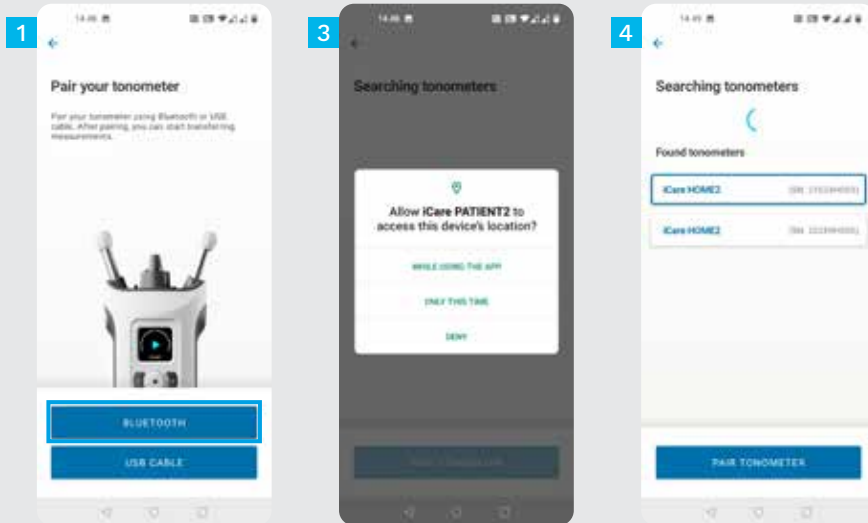 1
14.46
Pair your tonometer
Pair your tonometer using Bluetooth or USB
cable. After pairing, you can start transferring
measurements.
BLUETOOTH
USB CABLE
3
14.46
Searching tonometers
Allow iCare PATIENT2 to
access this device's location?
WHILE USING THE APP
ONLY THIS TIME
DENY
4
Searching tonometers
Found tonometers
iCare HOME2
iCare HOME2
PAIR TONOMETER